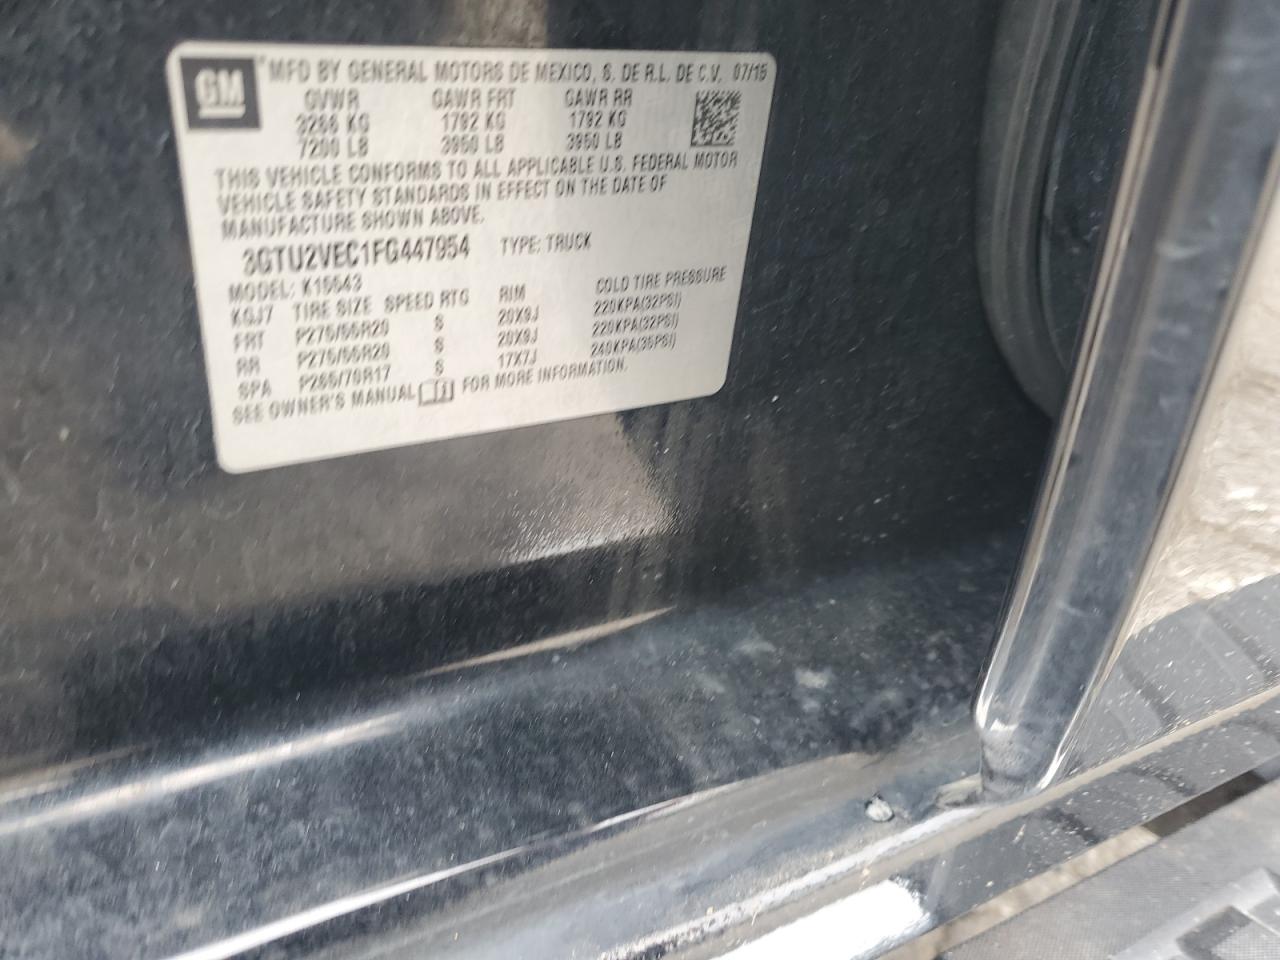 GM
MFD BY GENERAL MOTORS DE MEXICO, S. DE R.L. DE C.V. 07/15
GVWR GAWR FRT GAWR RR
3266 KG 1792 KG 1792 KG
7200 LB 3950 LB 3950 LB
THIS VEHICLE CONFORMS TO ALL APPLICABLE U.S. FEDERAL MOTOR
VEHICLE SAFETY STANDARDS IN EFFECT ON THE DATE OF
MANUFACTURE SHOWN ABOVE.
3GTU2VEC1FG447954 TYPE: TRUCK
MODEL: K15543
KGJ7 TIRE SIZE SPEED RTG RIM COLD TIRE PRESSURE
FRT P275/55R20 S 20X9J 220KPA(32PSI)
RR P275/55R20 S 20X9J 220KPA(32PSI)
SPA P265/70R17 S 17X7J 240KPA(35PSI)
SEE OWNER'S MANUAL FOR MORE INFORMATION.